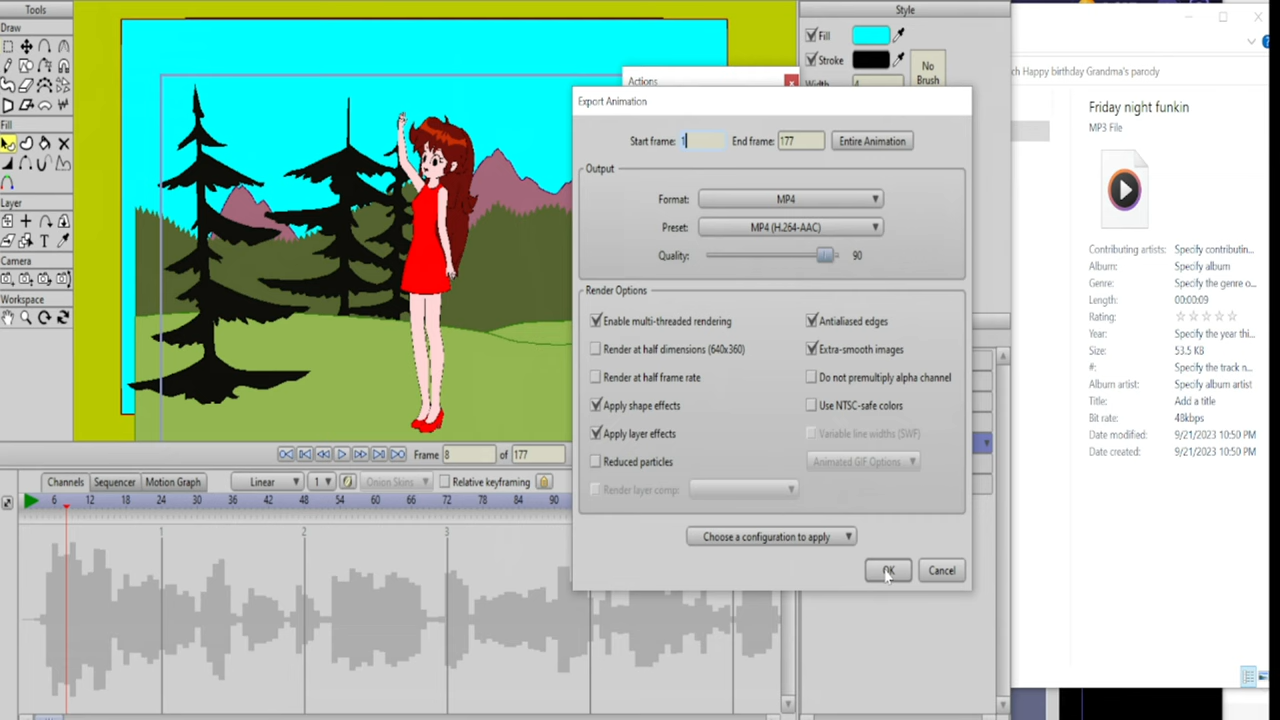 Tools
Draw
Fill
Layer
Camera
Workspace
Style
Fill
Stroke
Width
No
Brush
Actions
Export Animation
Start frame: 1 End frame: 177 Entire Animation
Output
Format: MP4
Preset: MP4 (H.264-AAC)
Quality: 90
Render Options
Enable multi-threaded rendering
Antialiased edges
Render at half dimensions (640x360)
Extra-smooth images
Render at half frame rate
Do not premultiply alpha channel
Apply shape effects
Use NTSC-safe colors
Apply layer effects
Variable line widths (SWF)
Reduced particles
Animated GIF Options
Render layer comp:
Choose a configuration to apply
OK Cancel
Frame 8 of 177
Channels Sequencer Motion Graph Linear 1 Onion Skins Relative keyframing
6 12 18 24 30 36 42 48 54 60 66 72 78 84 90
1 2 3
ch Happy birthday Grandma's parody
Friday night funkin
MP3 File
Contributing artists: Specify contributin...
Album: Specify album
Genre: Specify the genre o...
Length: 00:00:09
Rating:
Year: Specify the year thi...
Size: 53.5 KB
#: Specify the track n...
Album artist: Specify album artist
Title: Add a title
Bit rate: 48kbps
Date modified: 9/21/2023 10:50 PM
Date created: 9/21/2023 10:50 PM